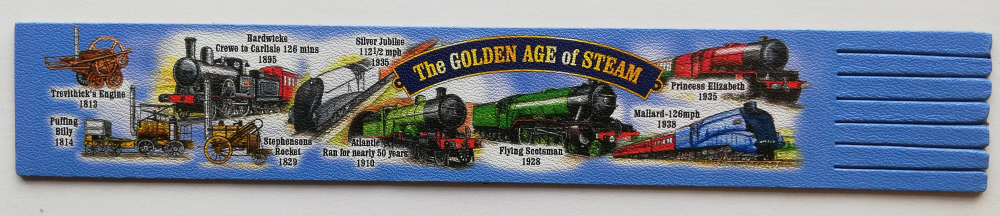 Trevithick's Engine
1813
Puffing
Billy
1814
Hardwicke
Crewe to Carlisle 126 mins
1895
Stephensons
Rocket
1829
Silver Jubilee
112 1/2 mph
1935
Atlantic
Ran for nearly 50 years
1910
The GOLDEN AGE of STEAM
Flying Scotsman
1928
Princess Elizabeth
1935
Mallard-126mph
1938